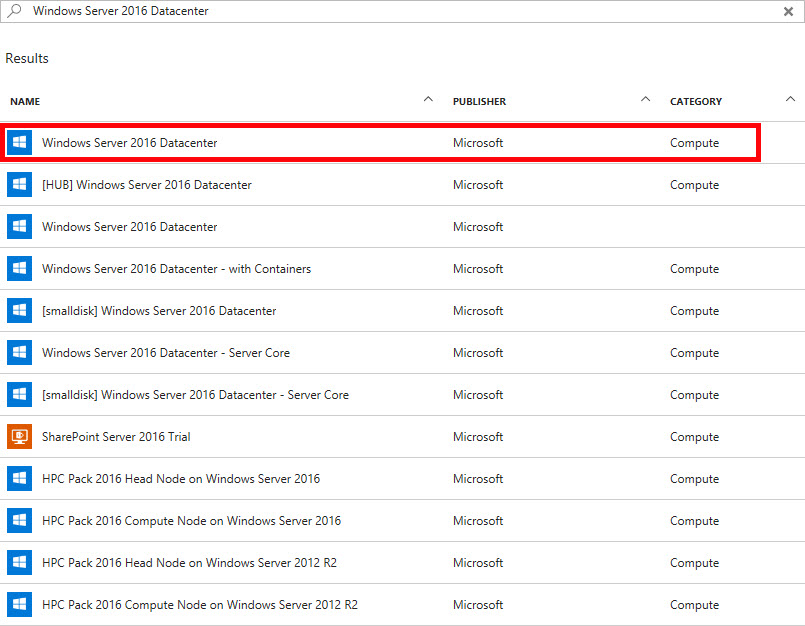 Windows Server 2016 Datacenter
Results
NAME PUBLISHER CATEGORY
Windows Server 2016 Datacenter Microsoft Compute
[HUB] Windows Server 2016 Datacenter Microsoft Compute
Windows Server 2016 Datacenter Microsoft
Windows Server 2016 Datacenter - with Containers Microsoft Compute
[smalldisk] Windows Server 2016 Datacenter Microsoft Compute
Windows Server 2016 Datacenter - Server Core Microsoft Compute
[smalldisk] Windows Server 2016 Datacenter - Server Core Microsoft Compute
SharePoint Server 2016 Trial Microsoft Compute
HPC Pack 2016 Head Node on Windows Server 2016 Microsoft Compute
HPC Pack 2016 Compute Node on Windows Server 2016 Microsoft Compute
HPC Pack 2016 Head Node on Windows Server 2012 R2 Microsoft Compute
HPC Pack 2016 Compute Node on Windows Server 2012 R2 Microsoft Compute